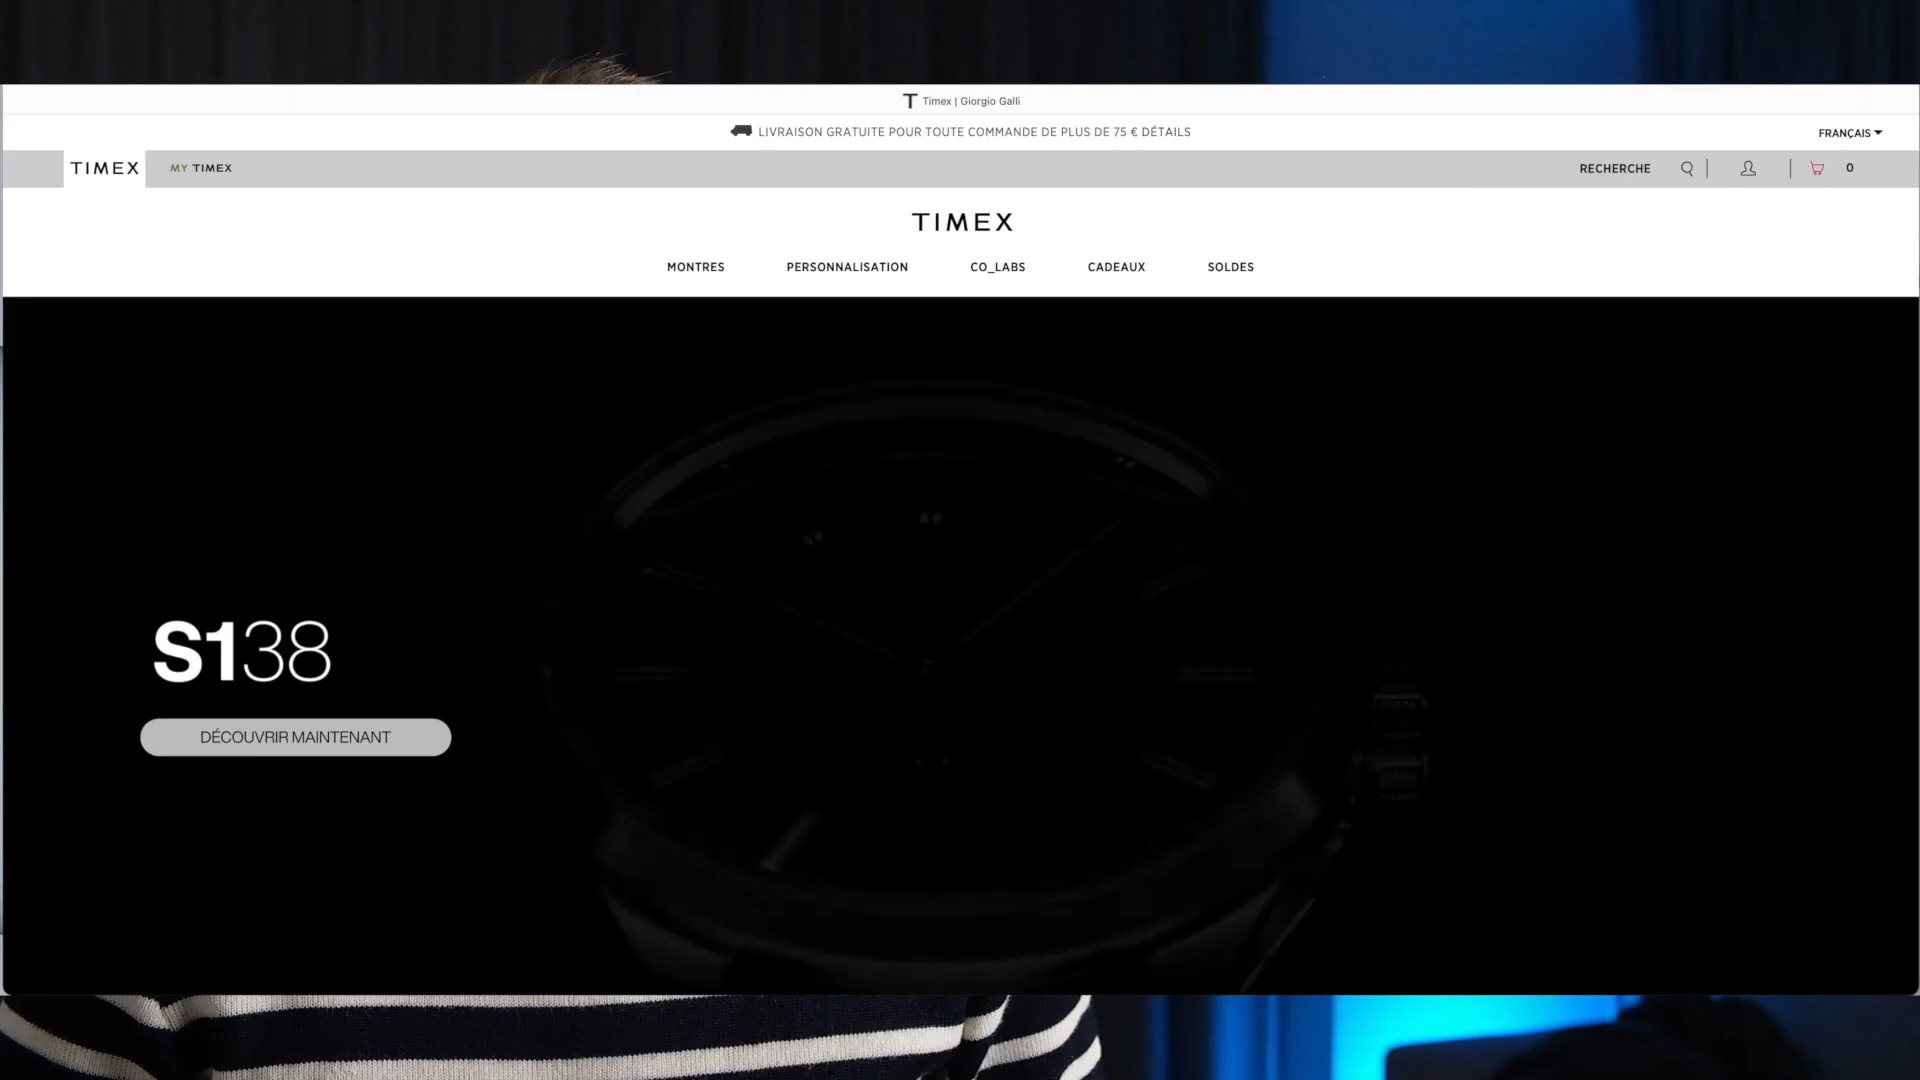 Timex | Giorgio Galli
LIVRAISON GRATUITE POUR TOUTE COMMANDE DE PLUS DE 75 € DÉTAILS
FRANÇAIS
TIMEX
MY TIMEX
RECHERCHE
0
TIMEX
MONTRES
PERSONNALISATION
CO_LABS
CADEAUX
SOLDES
S138
DÉCOUVRIR MAINTENANT